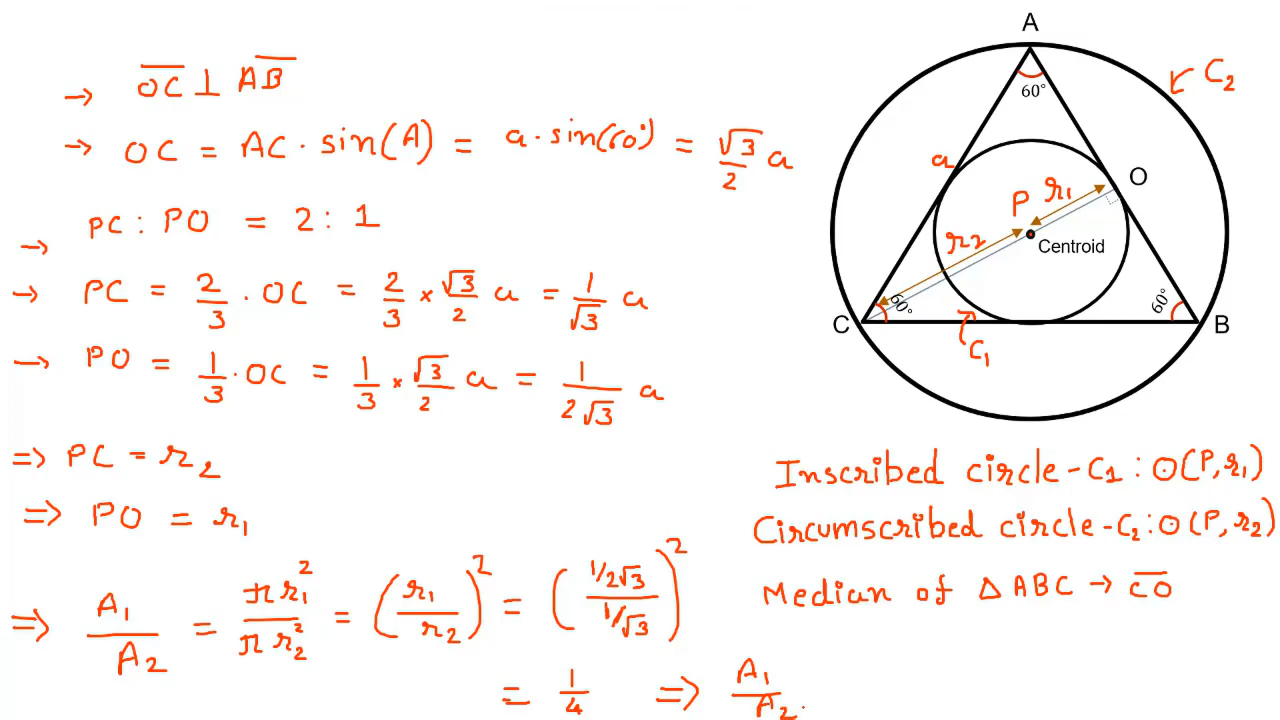 → OC ⊥ AB
→ OC = AC · sin(A) = a · sin(60°) = √3/2 a
→ PC : PO = 2 : 1
→ PC = 2/3 · OC = 2/3 × √3/2 a = 1/√3 a
→ PO = 1/3 · OC = 1/3 × √3/2 a = 1/2√3 a
⇒ PC = r2
⇒ PO = r1
⇒ A1/A2 = πr1²/πr2² = (r1/r2)² = (1/2√3 / 1/√3)²
= 1/4 ⇒ A1/A2
A
C2
60°
a
O
P
r1
r2
Centroid
60°
60°
C
B
C1
Inscribed circle - C1 : ⊙(P, r1)
Circumscribed circle - C2 : ⊙(P, r2)
Median of △ ABC → CO